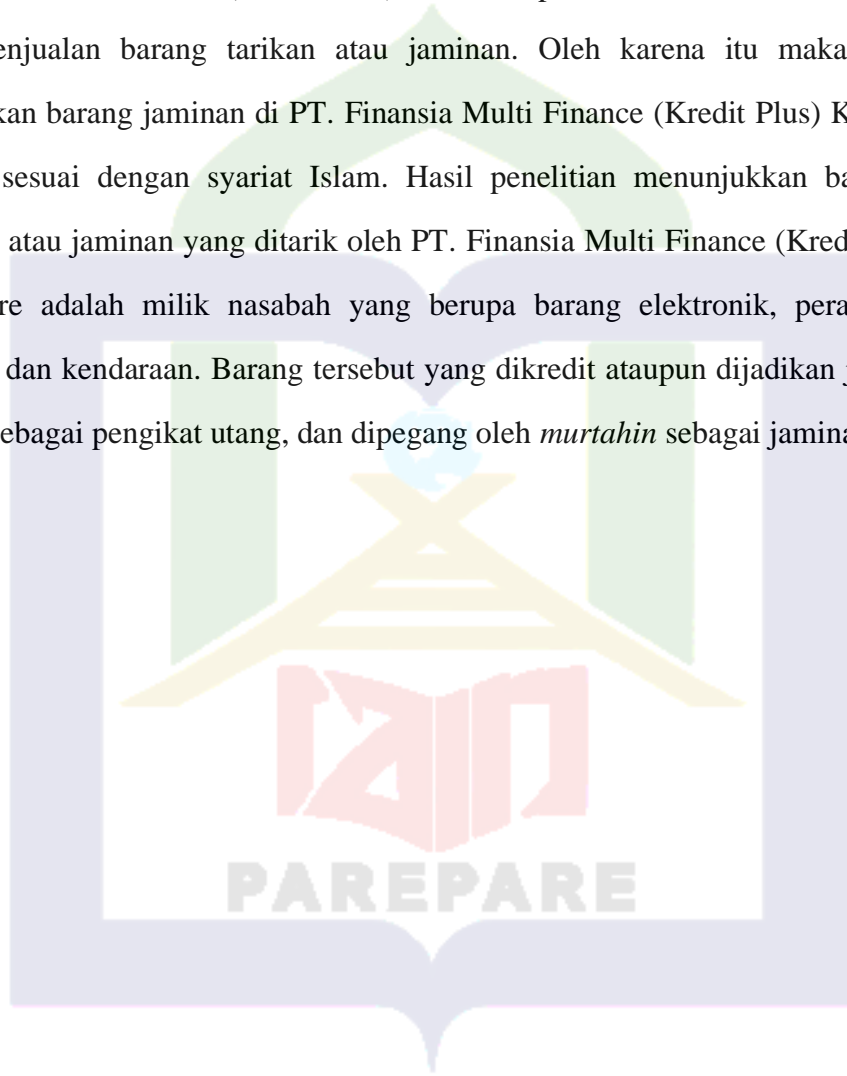 enjualan barang tarikan atau jaminan. Oleh karena itu maka
kan barang jaminan di PT. Finansia Multi Finance (Kredit Plus) K
sesuai dengan syariat Islam. Hasil penelitian menunjukkan ba
atau jaminan yang ditarik oleh PT. Finansia Multi Finance (Kred
re adalah milik nasabah yang berupa barang elektronik, pera
dan kendaraan. Barang tersebut yang dikredit ataupun dijadikan j
ebagai pengikat utang, dan dipegang oleh murtahin sebagai jamina
iain
PAREPARE